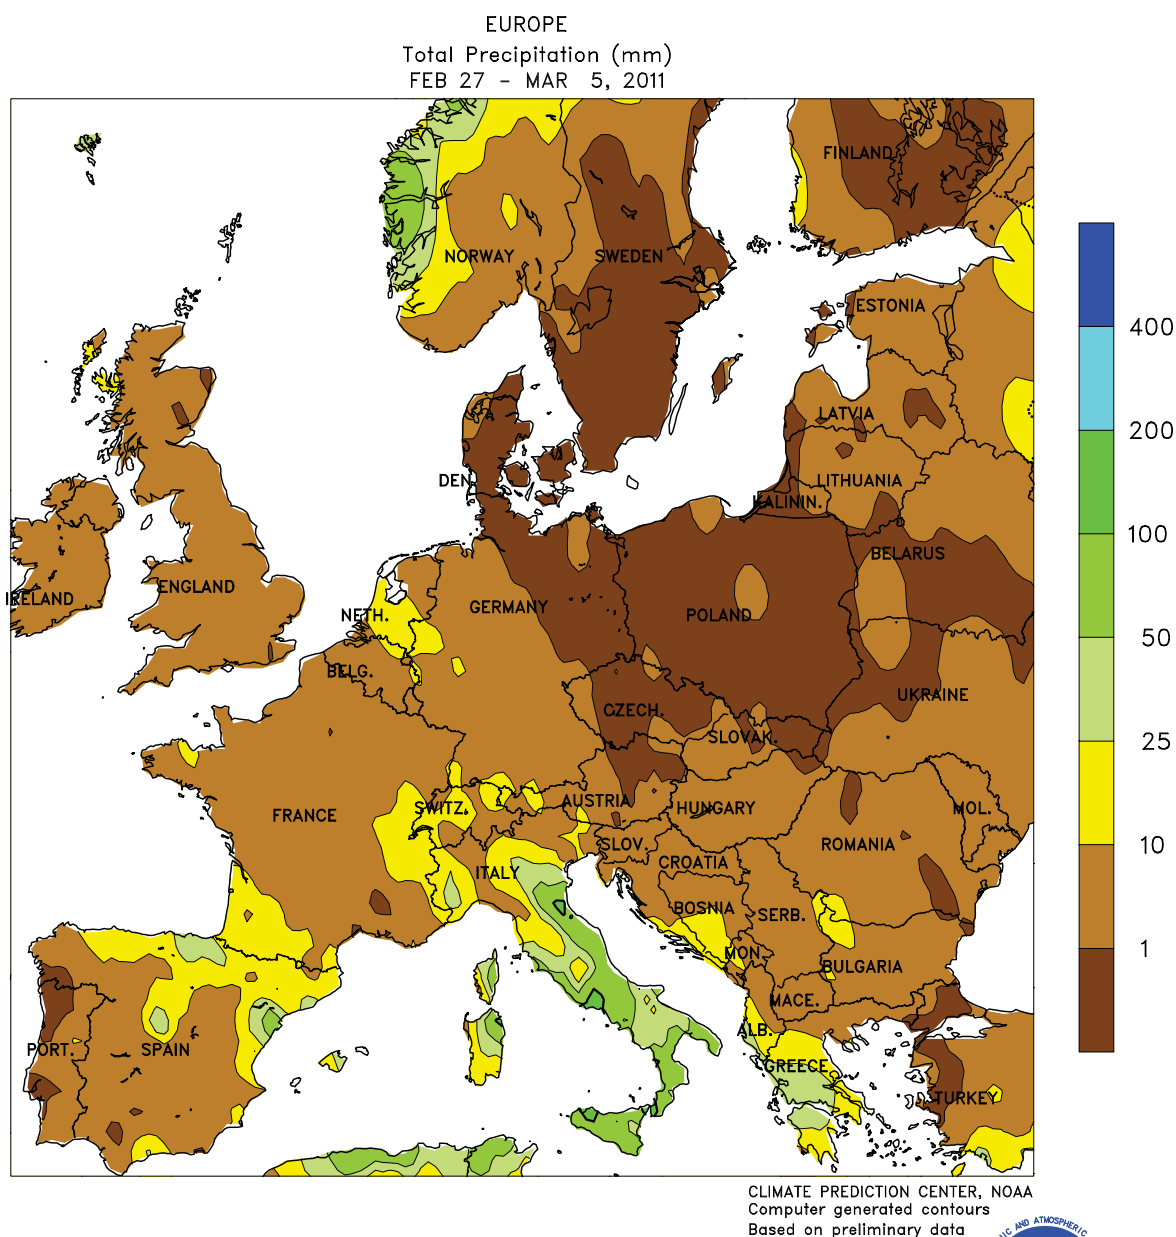 EUROPE
Total Precipitation (mm)
FEB 27 - MAR 5, 2011
FINLAND
NORWAY
SWEDEN
ESTONIA
400
LATVIA
200
DEN.
LITHUANIA
KALININ.
100
BELARUS
IRELAND
ENGLAND
NETH.
GERMANY
POLAND
50
BELG.
UKRAINE
CZECH.
SLOVAK.
25
FRANCE
SWITZ.
AUSTRIA
HUNGARY
MOL.
SLOV.
ROMANIA
10
ITALY
CROATIA
BOSNIA
SERB.
MON.
1
BULGARIA
MACE.
ALB.
PORT.
SPAIN
GREECE
TURKEY
CLIMATE PREDICTION CENTER, NOAA
Computer generated contours
Based on preliminary data
AND ATMOSPHERIC